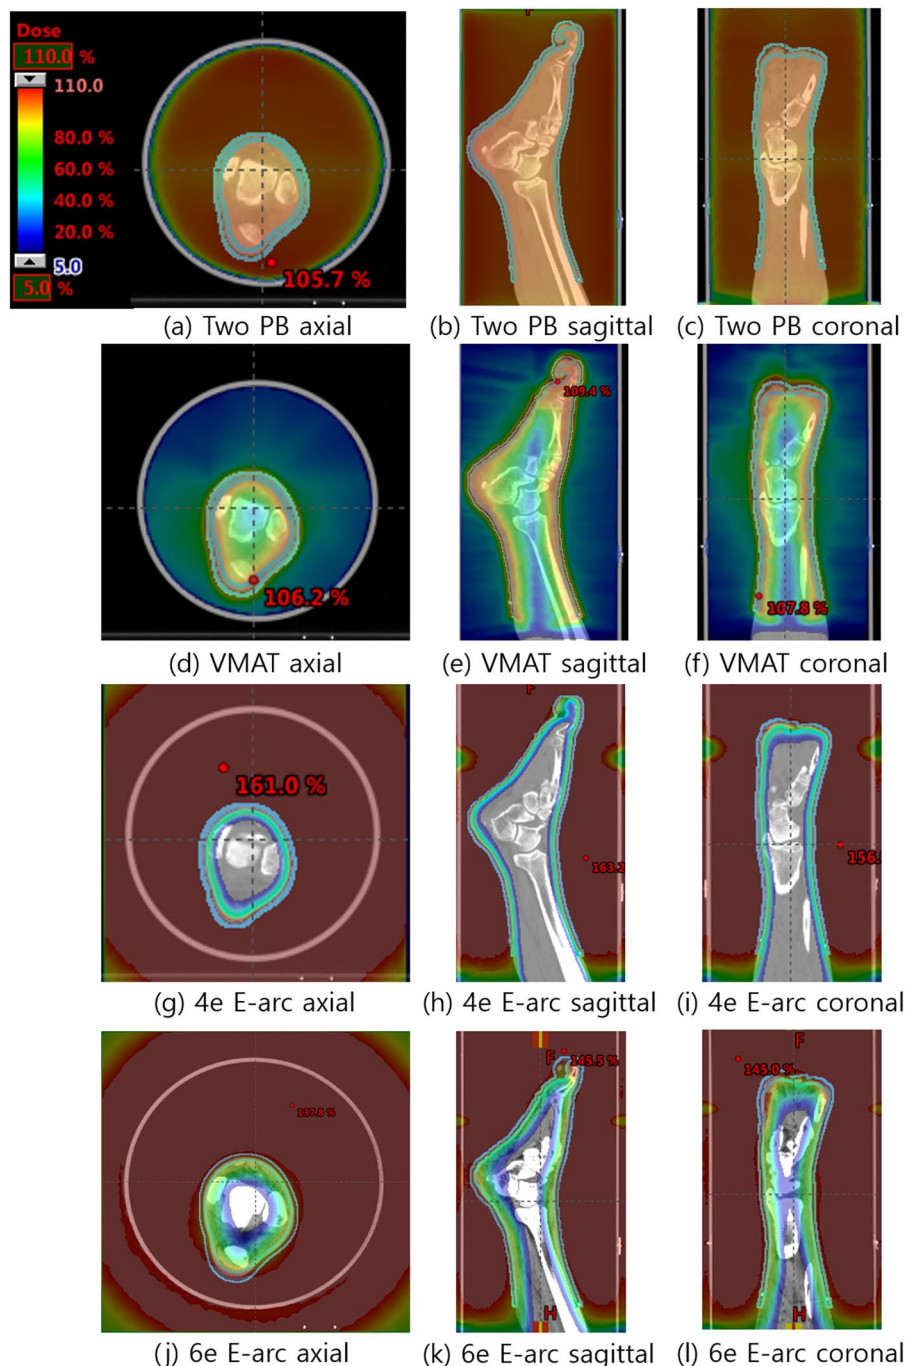 Dose
110.0 %
110.0
80.0 %
60.0 %
40.0 %
20.0 %
5.0
5.0 %
105.7 %
(a) Two PB axial
(b) Two PB sagittal
(c) Two PB coronal
106.2 %
109.4 %
107.8 %
(d) VMAT axial
(e) VMAT sagittal
(f) VMAT coronal
F
161.0 %
163.2
156.
(g) 4e E-arc axial
(h) 4e E-arc sagittal
(i) 4e E-arc coronal
137.8 %
F
145.5 %
H
F
145.0 %
H
(j) 6e E-arc axial
(k) 6e E-arc sagittal
(l) 6e E-arc coronal